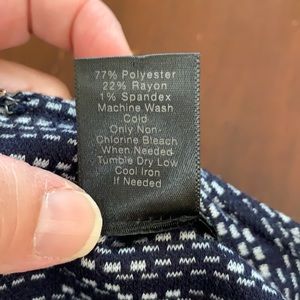 77% Polyester
22% Rayon
1% Spandex
Machine Wash
Cold
Only Non-
Chlorine Bleach
When Needed
Tumble Dry Low
Cool Iron
If Needed